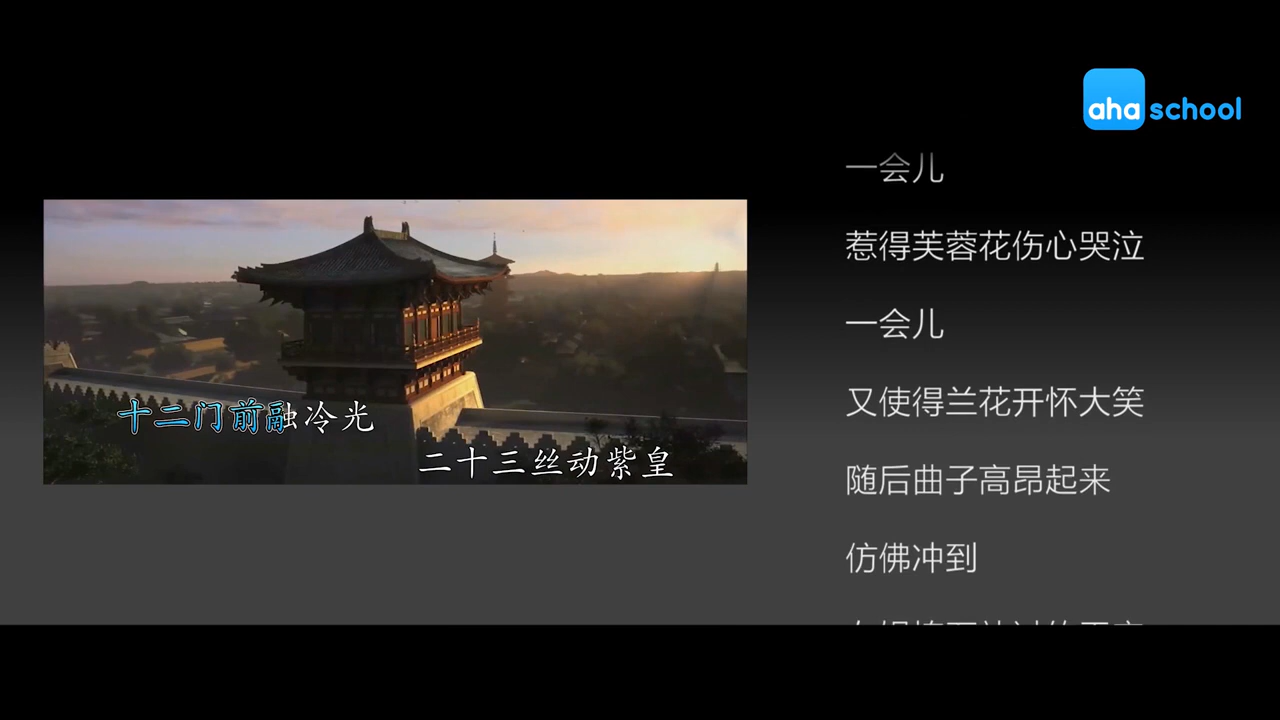 aha school
一会儿
惹得芙蓉花伤心哭泣
一会儿
又使得兰花开怀大笑
随后曲子高昂起来
仿佛冲到
十二门前融冷光
二十三丝动紫皇